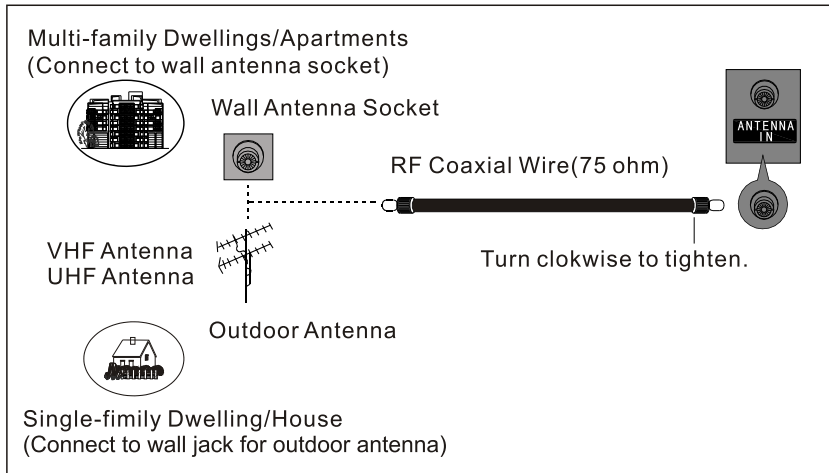 Multi-family Dwellings/Apartments
(Connect to wall antenna socket)
Wall Antenna Socket
ANTENNA
IN
RF Coaxial Wire(75 ohm)
VHF Antenna
UHF Antenna
Turn clokwise to tighten.
Outdoor Antenna
Single-fimily Dwelling/House
(Connect to wall jack for outdoor antenna)